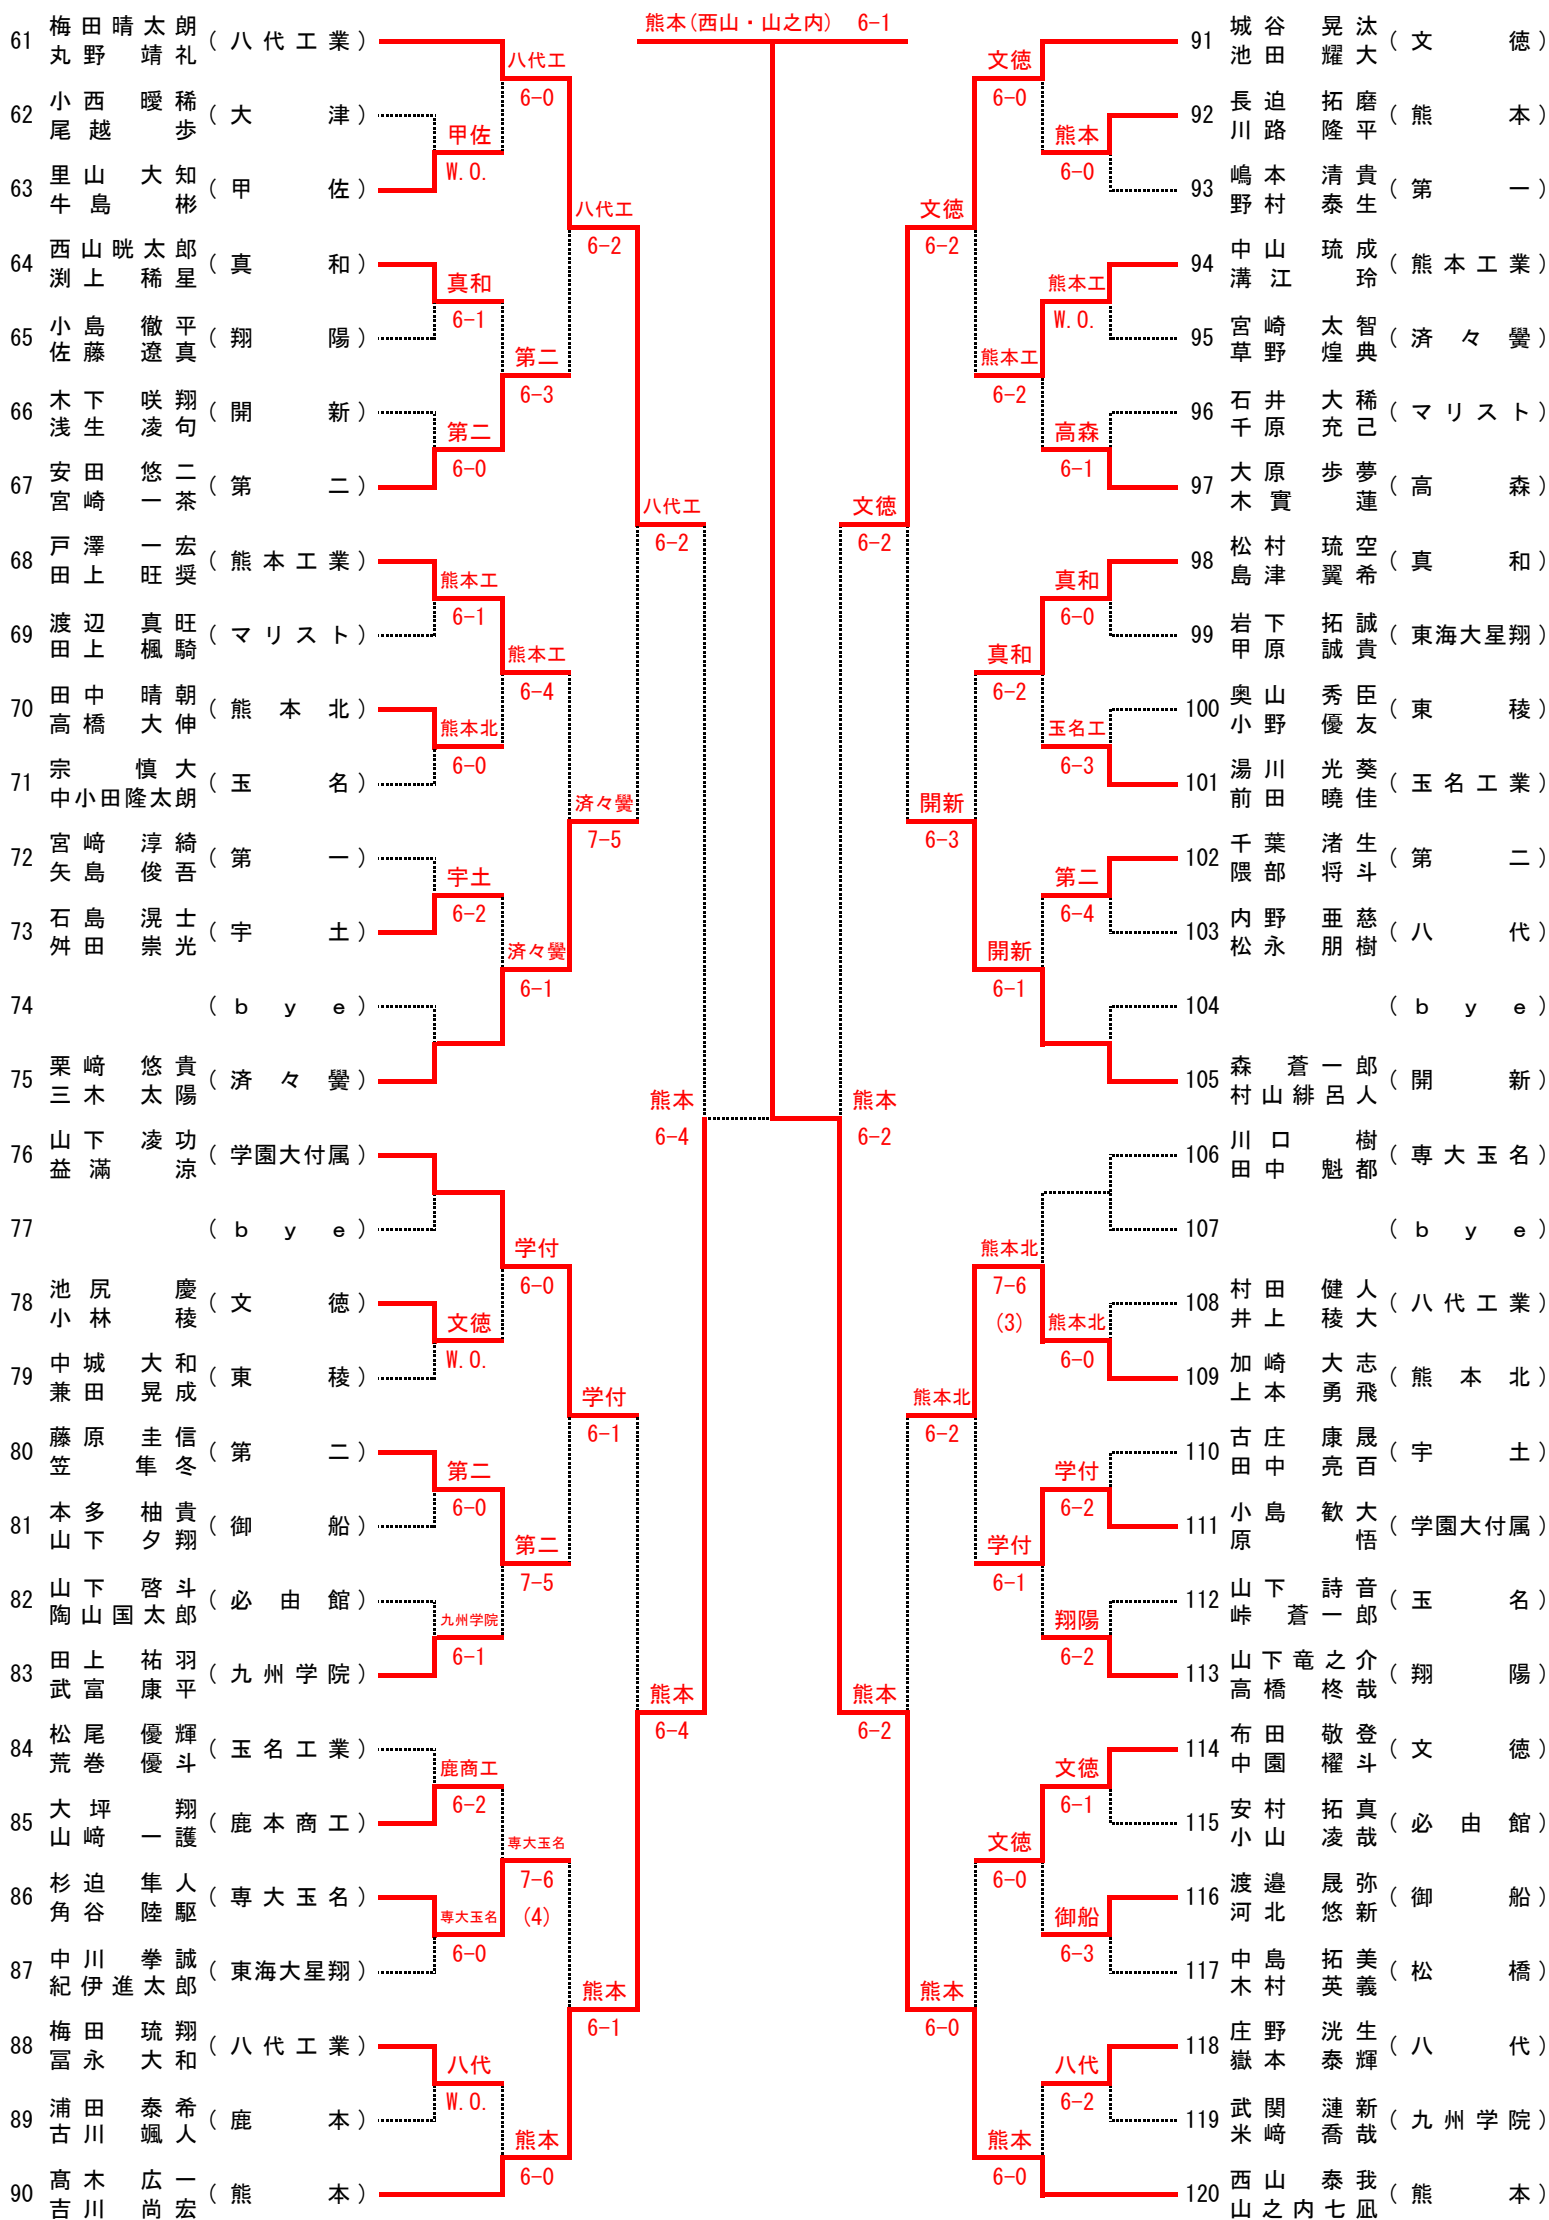 熊本(西山・山之内) 6-1
61 梅田晴太朗 丸野靖礼 (八代工業)
62 小西曖稀 尾越歩 (大津)
63 里山大知 牛島彬 (甲佐)
64 西山晄太郎 渕上稀星 (真和)
65 小島徹平 佐藤遼真 (翔陽)
66 木下咲翔 浅生凌句 (開新)
67 安田悠二 宮崎一茶 (第二)
68 戸澤一宏 田上旺奨 (熊本工業)
69 渡辺真旺 田上楓騎 (マリスト)
70 田中晴朝 高橋大伸 (熊本北)
71 宗慎大 中小田隆太朗 (玉名)
72 宮﨑淳綺 矢島俊吾 (第一)
73 石島滉士 舛田崇光 (宇土)
74 (bye)
75 栗﨑悠貴 三木太陽 (済々黌)
76 山下凌功 益滿涼 (学園大付属)
77 (bye)
78 池尻慶 小林稜 (文徳)
79 中城大和 兼田晃成 (東稜)
80 藤原圭信 笠隼冬 (第二)
81 本多柚貴 山下夕翔 (御船)
82 山下啓斗 陶山国太郎 (必由館)
83 田上祐羽 武富康平 (九州学院)
84 松尾優輝 荒巻優斗 (玉名工業)
85 大坪翔 山﨑一護 (鹿本商工)
86 杉迫隼人 角谷陸駆 (専大玉名)
87 中川拳誠 紀伊進太郎 (東海大星翔)
88 梅田琉翔 冨永大和 (八代工業)
89 浦田泰希 古川颯人 (鹿本)
90 髙木広一 吉川尚宏 (熊本)
甲佐 W.O.
真和 6-1
第二 6-0
熊本工 6-1
熊本北 6-0
宇土 6-2
文徳 W.O.
第二 6-0
九州学院 6-1
鹿商工 6-2
専大玉名 6-0
八代 W.O.
八代工 6-0
第二 6-3
熊本工 6-4
済々黌 6-1
学付 6-0
第二 7-5
専大玉名 7-6 (4)
熊本 6-0
八代工 6-2
済々黌 7-5
学付 6-1
熊本 6-1
八代工 6-2
熊本 6-4
熊本 6-4
熊本 6-2
文徳 6-2
熊本 6-2
文徳 6-2
開新 6-3
熊本北 6-2
熊本 6-0
文徳 6-0
熊本工 6-2
真和 6-2
開新 6-1
熊本北 7-6 (3)
学付 6-1
文徳 6-0
熊本 6-0
熊本 6-0
熊本工 W.O.
高森 6-1
真和 6-0
玉名工 6-3
第二 6-4
熊本北 6-0
学付 6-2
翔陽 6-2
文徳 6-1
御船 6-3
八代 6-2
91 城谷晃汰 池田耀大 (文徳)
92 長迫拓磨 川路隆平 (熊本)
93 嶋本清貴 野村泰生 (第一)
94 中山琉成 溝江玲 (熊本工業)
95 宮崎太智 草野煌典 (済々黌)
96 石井大稀 千原充己 (マリスト)
97 大原歩夢 木實蓮 (高森)
98 松村琉空 島津翼希 (真和)
99 岩下拓誠 甲原誠貴 (東海大星翔)
100 奥山秀臣 小野優友 (東稜)
101 湯川光葵 前田曉佳 (玉名工業)
102 千葉渚生 隈部将斗 (第二)
103 内野亜慈 松永朋樹 (八代)
104 (bye)
105 森蒼一郎 村山緋呂人 (開新)
106 川口樹 田中魁都 (専大玉名)
107 (bye)
108 村田健人 井上稜大 (八代工業)
109 加崎大志 上本勇飛 (熊本北)
110 古庄康晟 田中亮百 (宇土)
111 小島歓大 原悟 (学園大付属)
112 山下詩音 峠蒼一郎 (玉名)
113 山下竜之介 高橋柊哉 (翔陽)
114 布田敬登 中園櫂斗 (文徳)
115 安村拓真 小山凌哉 (必由館)
116 渡邉晟弥 河北悠新 (御船)
117 中島拓美 木村英義 (松橋)
118 庄野洸生 嶽本泰輝 (八代)
119 武関漣新 米﨑喬哉 (九州学院)
120 西山泰我 山之内七凪 (熊本)